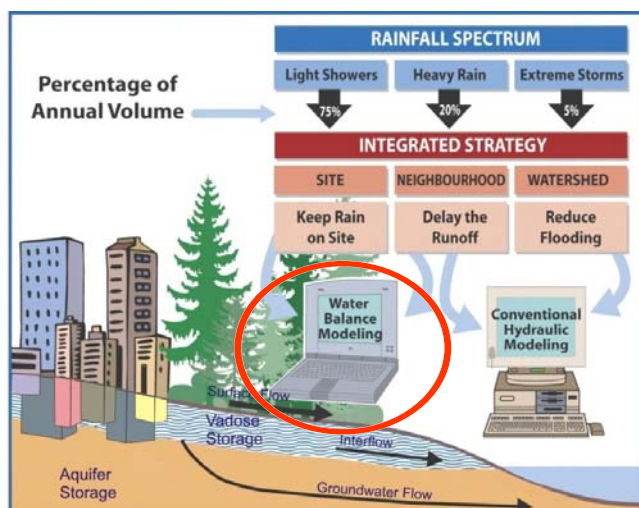 RAINFALL SPECTRUM
Percentage of
Annual Volume
Light Showers
Heavy Rain
Extreme Storms
75%
20%
5%
INTEGRATED STRATEGY
SITE
NEIGHBOURHOOD
WATERSHED
Keep Rain
on Site
Delay the
Runoff
Reduce
Flooding
Water
Balance
Modeling
Conventional
Hydraulic
Modeling
Surface Flow
Vadose
Storage
Interflow
Aquifer
Storage
Groundwater Flow